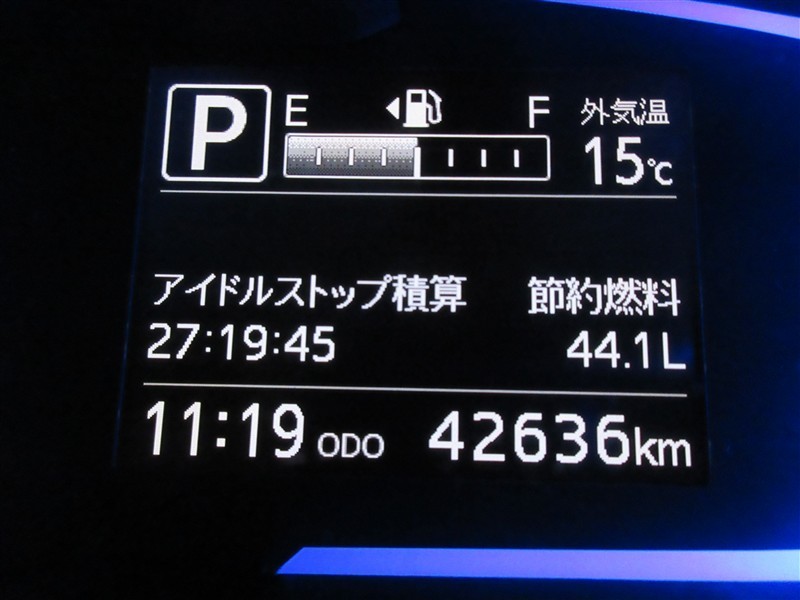 P E F 外気温
15℃
アイドルストップ積算 節約燃料
27:19:45 44.1L
11:19 ODO 42636km